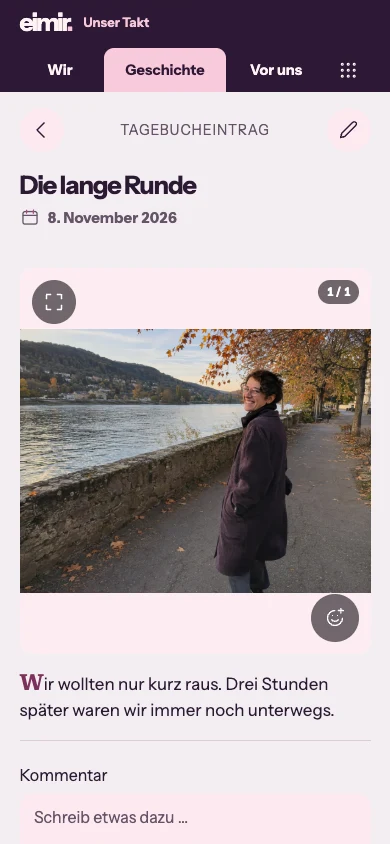 eimir. Unser Takt
Wir Geschichte Vor uns
TAGEBUCHEINTRAG
Die lange Runde
8. November 2026
1 / 1
Wir wollten nur kurz raus. Drei Stunden
später waren wir immer noch unterwegs.
Kommentar
Schreib etwas dazu ...